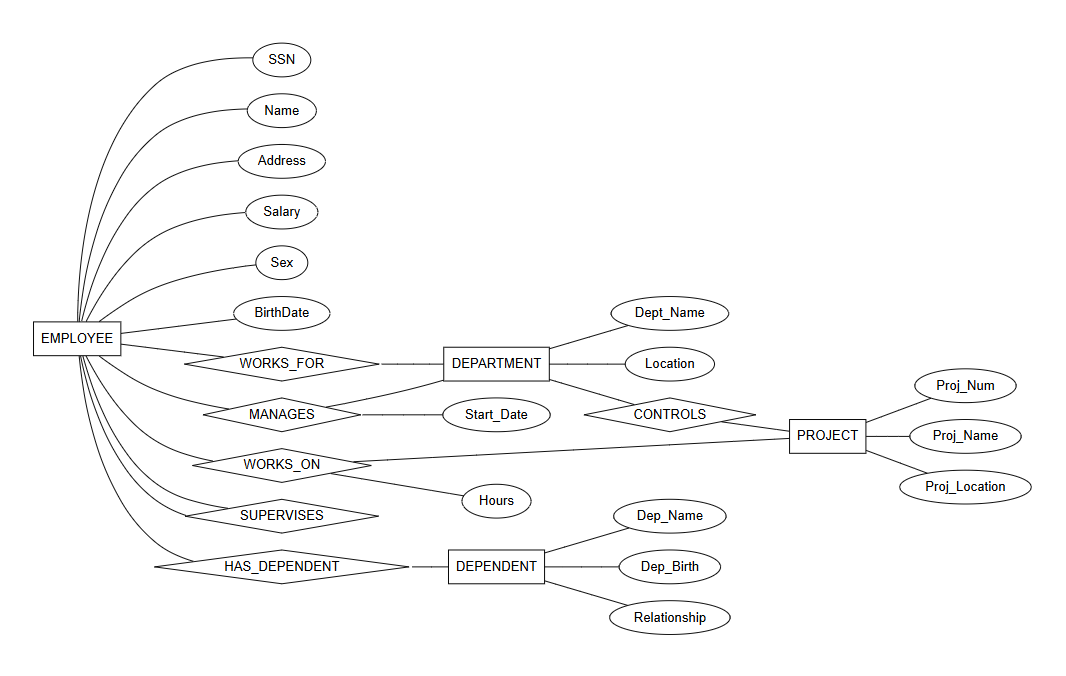 SSN
Name
Address
Salary
Sex
BirthDate
EMPLOYEE
WORKS_FOR
DEPARTMENT
Dept_Name
Location
MANAGES
Start_Date
CONTROLS
PROJECT
Proj_Num
Proj_Name
Proj_Location
WORKS_ON
Hours
SUPERVISES
HAS_DEPENDENT
DEPENDENT
Dep_Name
Dep_Birth
Relationship